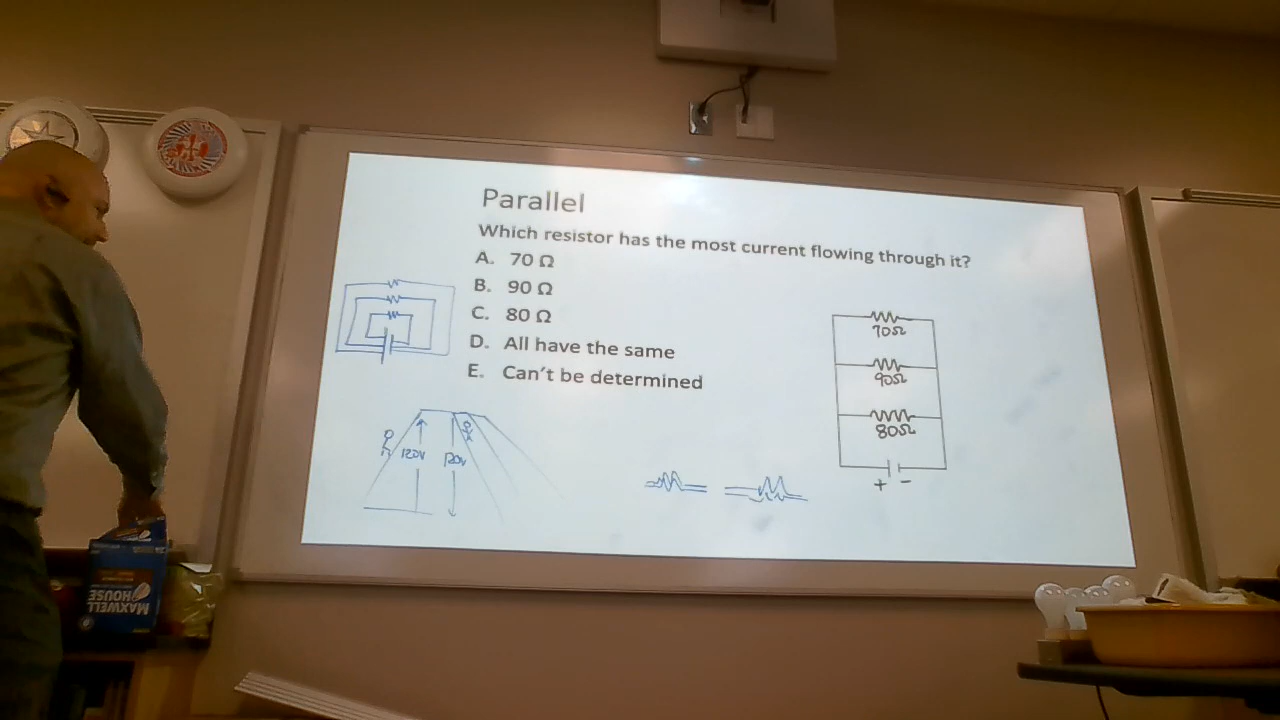 Parallel
Which resistor has the most current flowing through it?
A. 70 Ω
B. 90 Ω
C. 80 Ω
D. All have the same
E. Can't be determined
70Ω
90Ω
80Ω
+ -
120V 120V
MAXWELL
HOUSE